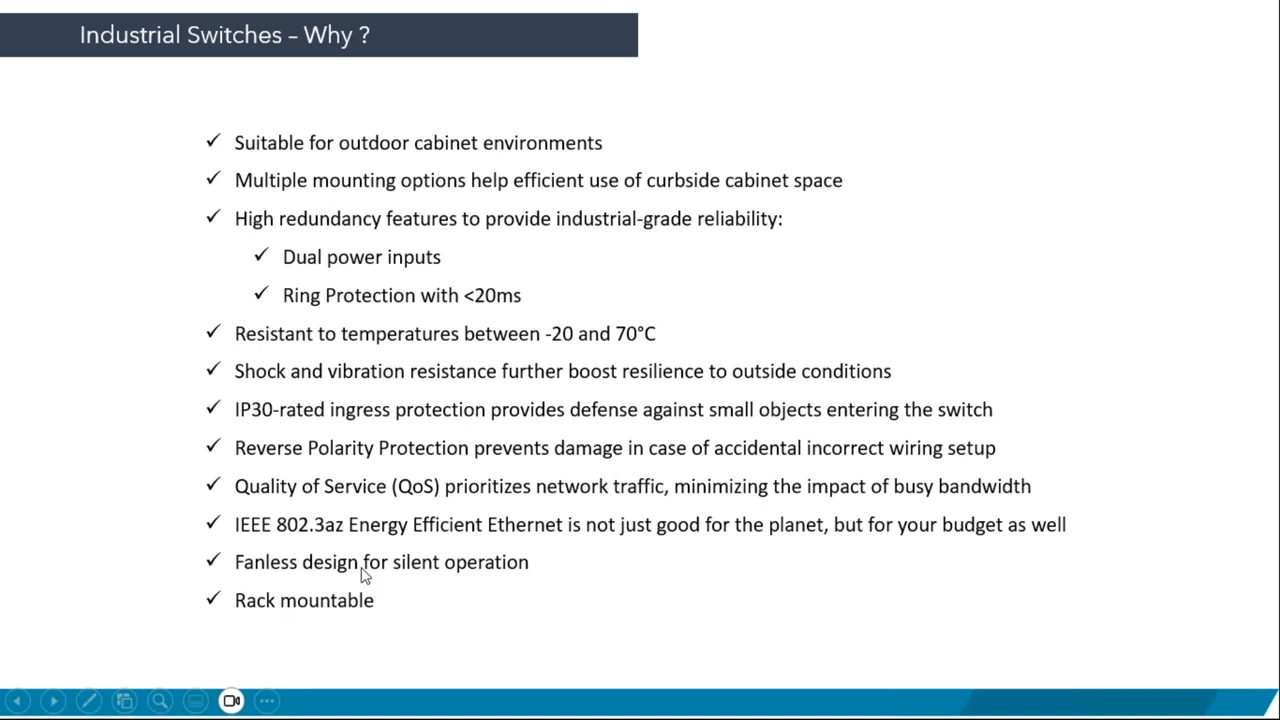 Industrial Switches – Why ?
✓ Suitable for outdoor cabinet environments
✓ Multiple mounting options help efficient use of curbside cabinet space
✓ High redundancy features to provide industrial-grade reliability:
✓ Dual power inputs
✓ Ring Protection with <20ms
✓ Resistant to temperatures between -20 and 70°C
✓ Shock and vibration resistance further boost resilience to outside conditions
✓ IP30-rated ingress protection provides defense against small objects entering the switch
✓ Reverse Polarity Protection prevents damage in case of accidental incorrect wiring setup
✓ Quality of Service (QoS) prioritizes network traffic, minimizing the impact of busy bandwidth
✓ IEEE 802.3az Energy Efficient Ethernet is not just good for the planet, but for your budget as well
✓ Fanless design for silent operation
✓ Rack mountable